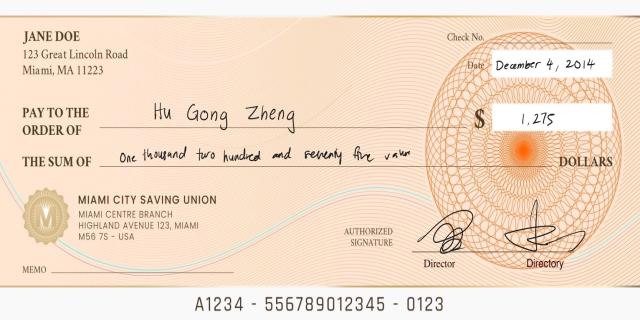 JANE DOE
123 Great Lincoln Road
Miami, MA 11223
Check No.
Date December 4, 2014
PAY TO THE
ORDER OF Hu Gong Zheng
$ 1,275
THE SUM OF One thousand two hundred and seventy five DOLLARS
MIAMI CITY SAVING UNION
MIAMI CENTRE BRANCH
HIGHLAND AVENUE 123, MIAMI
M56 7S - USA
M
AUTHORIZED
SIGNATURE
Director
Directory
MEMO
A1234 - 556789012345 - 0123